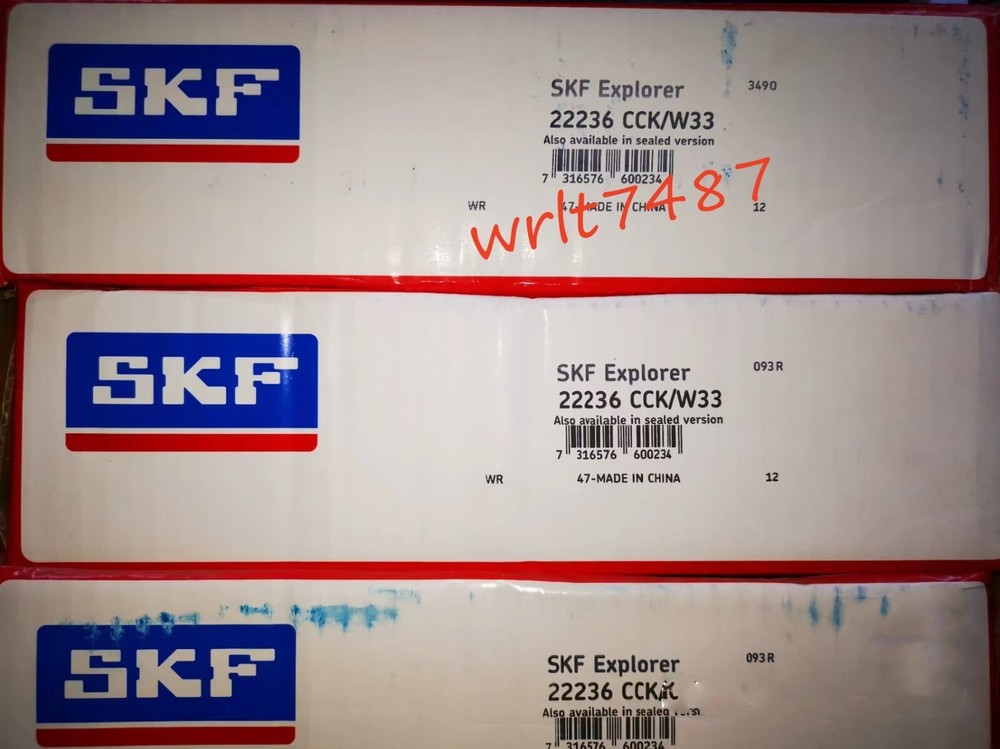 SKF
SKF Explorer
3490
22236 CCK/W33
Also available in sealed version
7 316576 600234
WR
47-MADE IN CHINA
12
wrlt7487
SKF
SKF Explorer
093R
22236 CCK/W33
Also available in sealed version
7 316576 600234
WR
47-MADE IN CHINA
12
SKF
SKF Explorer
093R
22236
Also available in sealed
7 316576 600234